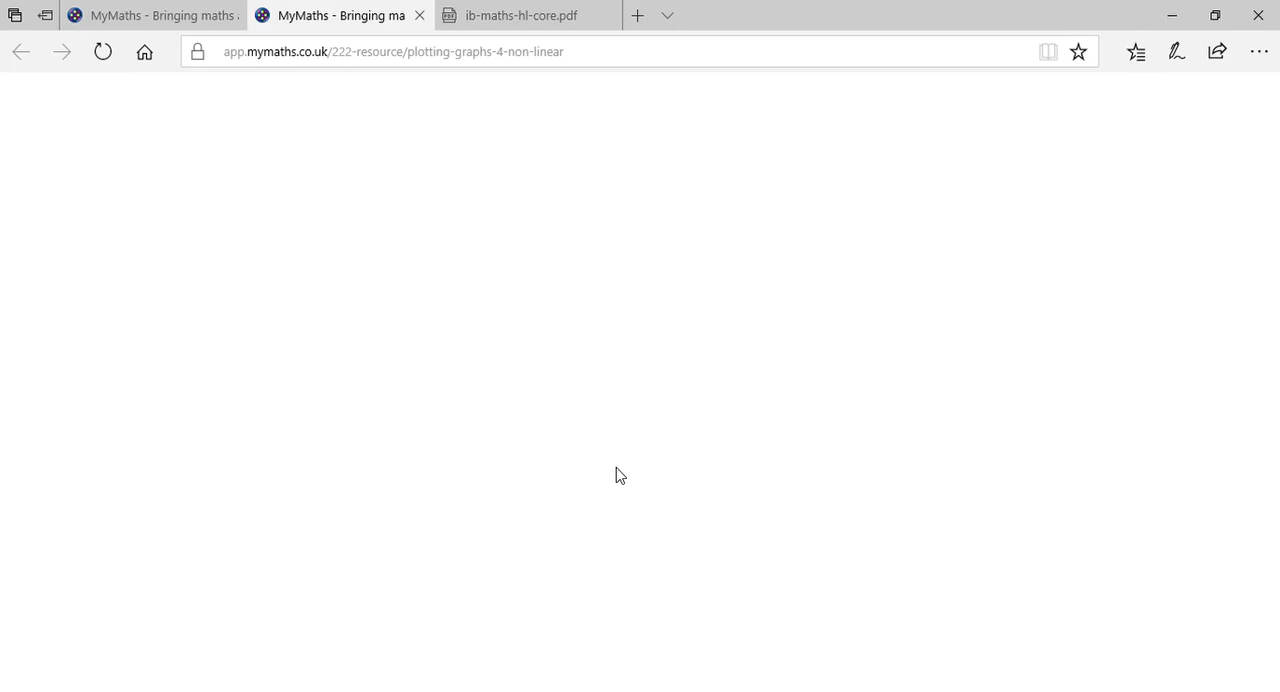 MyMaths - Bringing maths
MyMaths - Bringing ma
ib-maths-hl-core.pdf
app.mymaths.co.uk/222-resource/plotting-graphs-4-non-linear